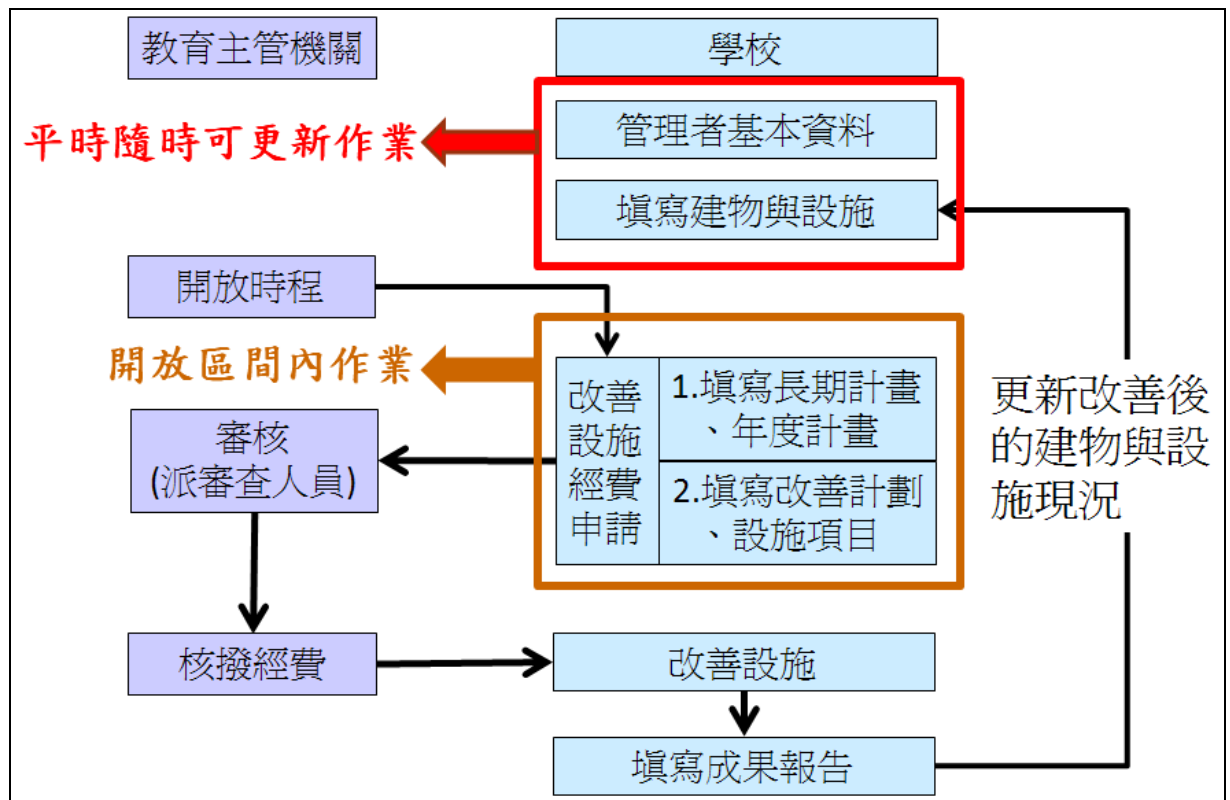 教育主管機關
學校
平時隨時可更新作業
管理者基本資料
填寫建物與設施
開放時程
開放區間內作業
改善
設施
經費
申請
1.填寫長期計畫
、年度計畫
2.填寫改善計劃
、設施項目
審核
(派審查人員)
更新改善後
的建物與設
施現況
核撥經費
改善設施
填寫成果報告